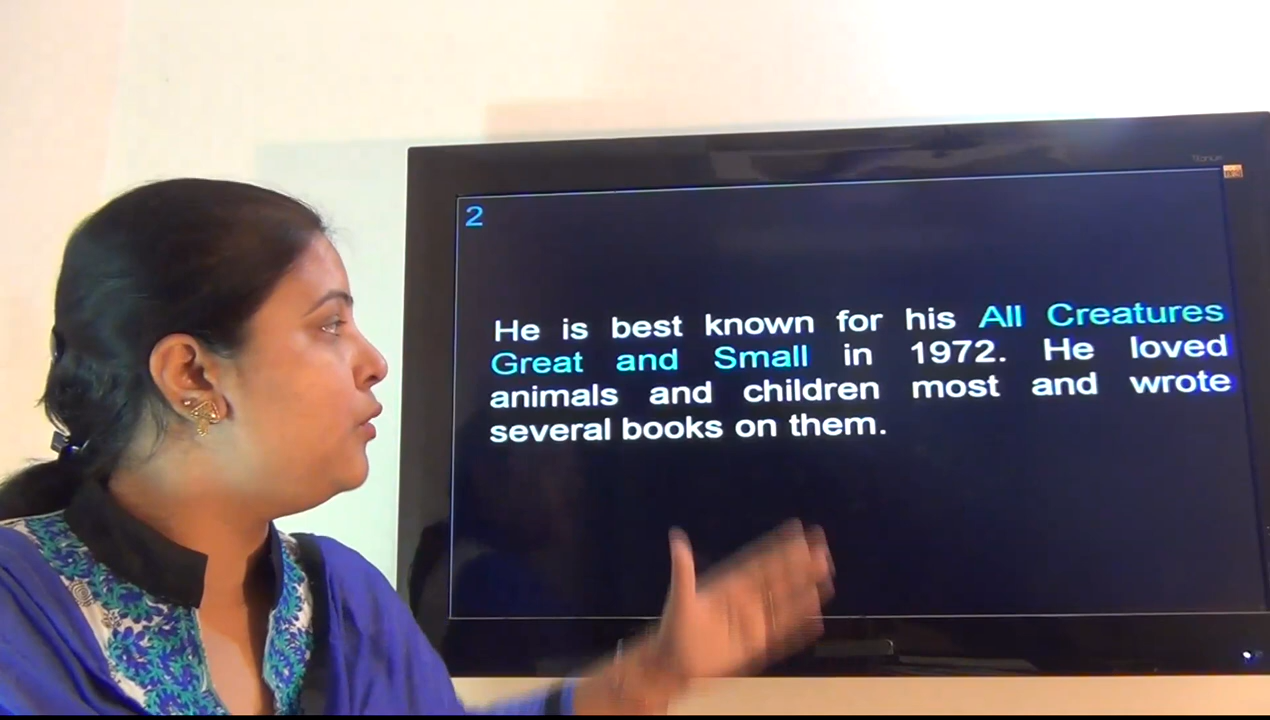 2
He is best known for his All Creatures
Great and Small in 1972. He loved
animals and children most and wrote
several books on them.